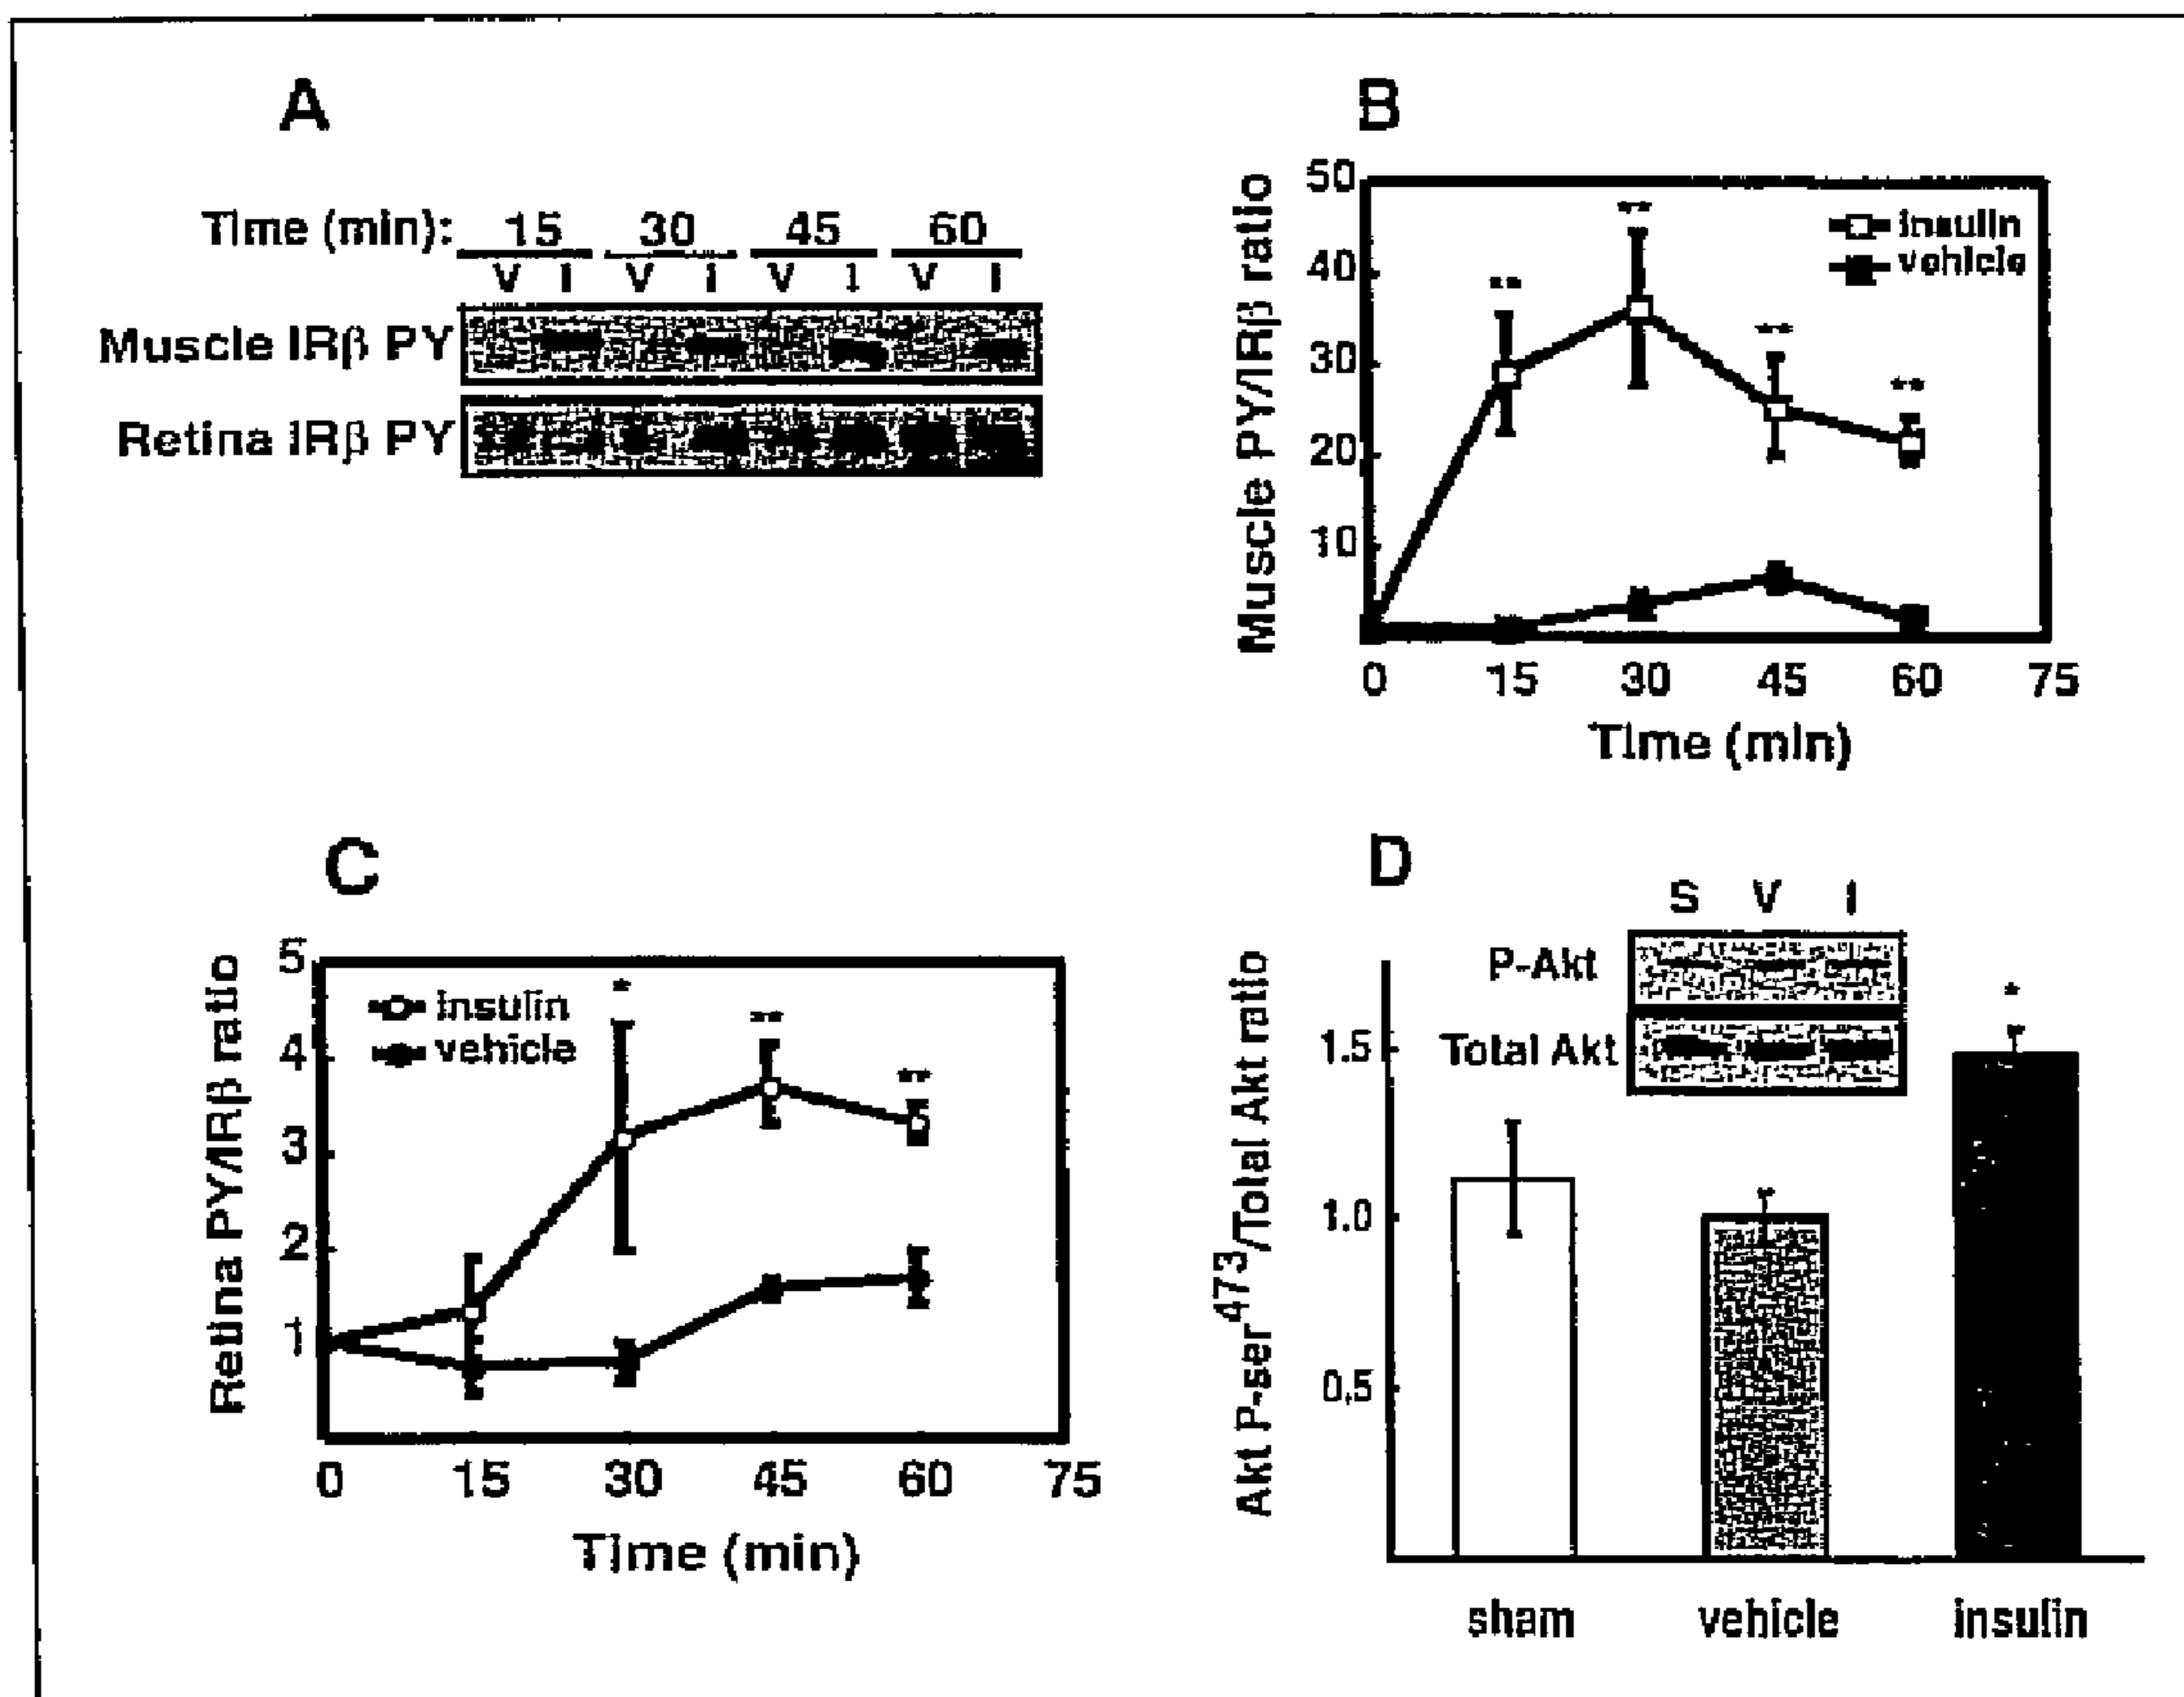 A
Time (min): 15 30 45 60
V I V I V I V I
Muscle IRβ PY
Retina IRβ PY
B
Muscle PY/IRβ ratio
50
40
30
20
10
** ** ** **
insulin
vehicle
0 15 30 45 60 75
Time (min)
C
Retina PY/IRβ ratio
5
4
3
2
1
* ** **
insulin
vehicle
0 15 30 45 60 75
Time (min)
D
S V I
P-Akt
Total Akt
Akt P-ser473/Total Akt ratio
1.5
1.0
0.5
*
sham vehicle insulin